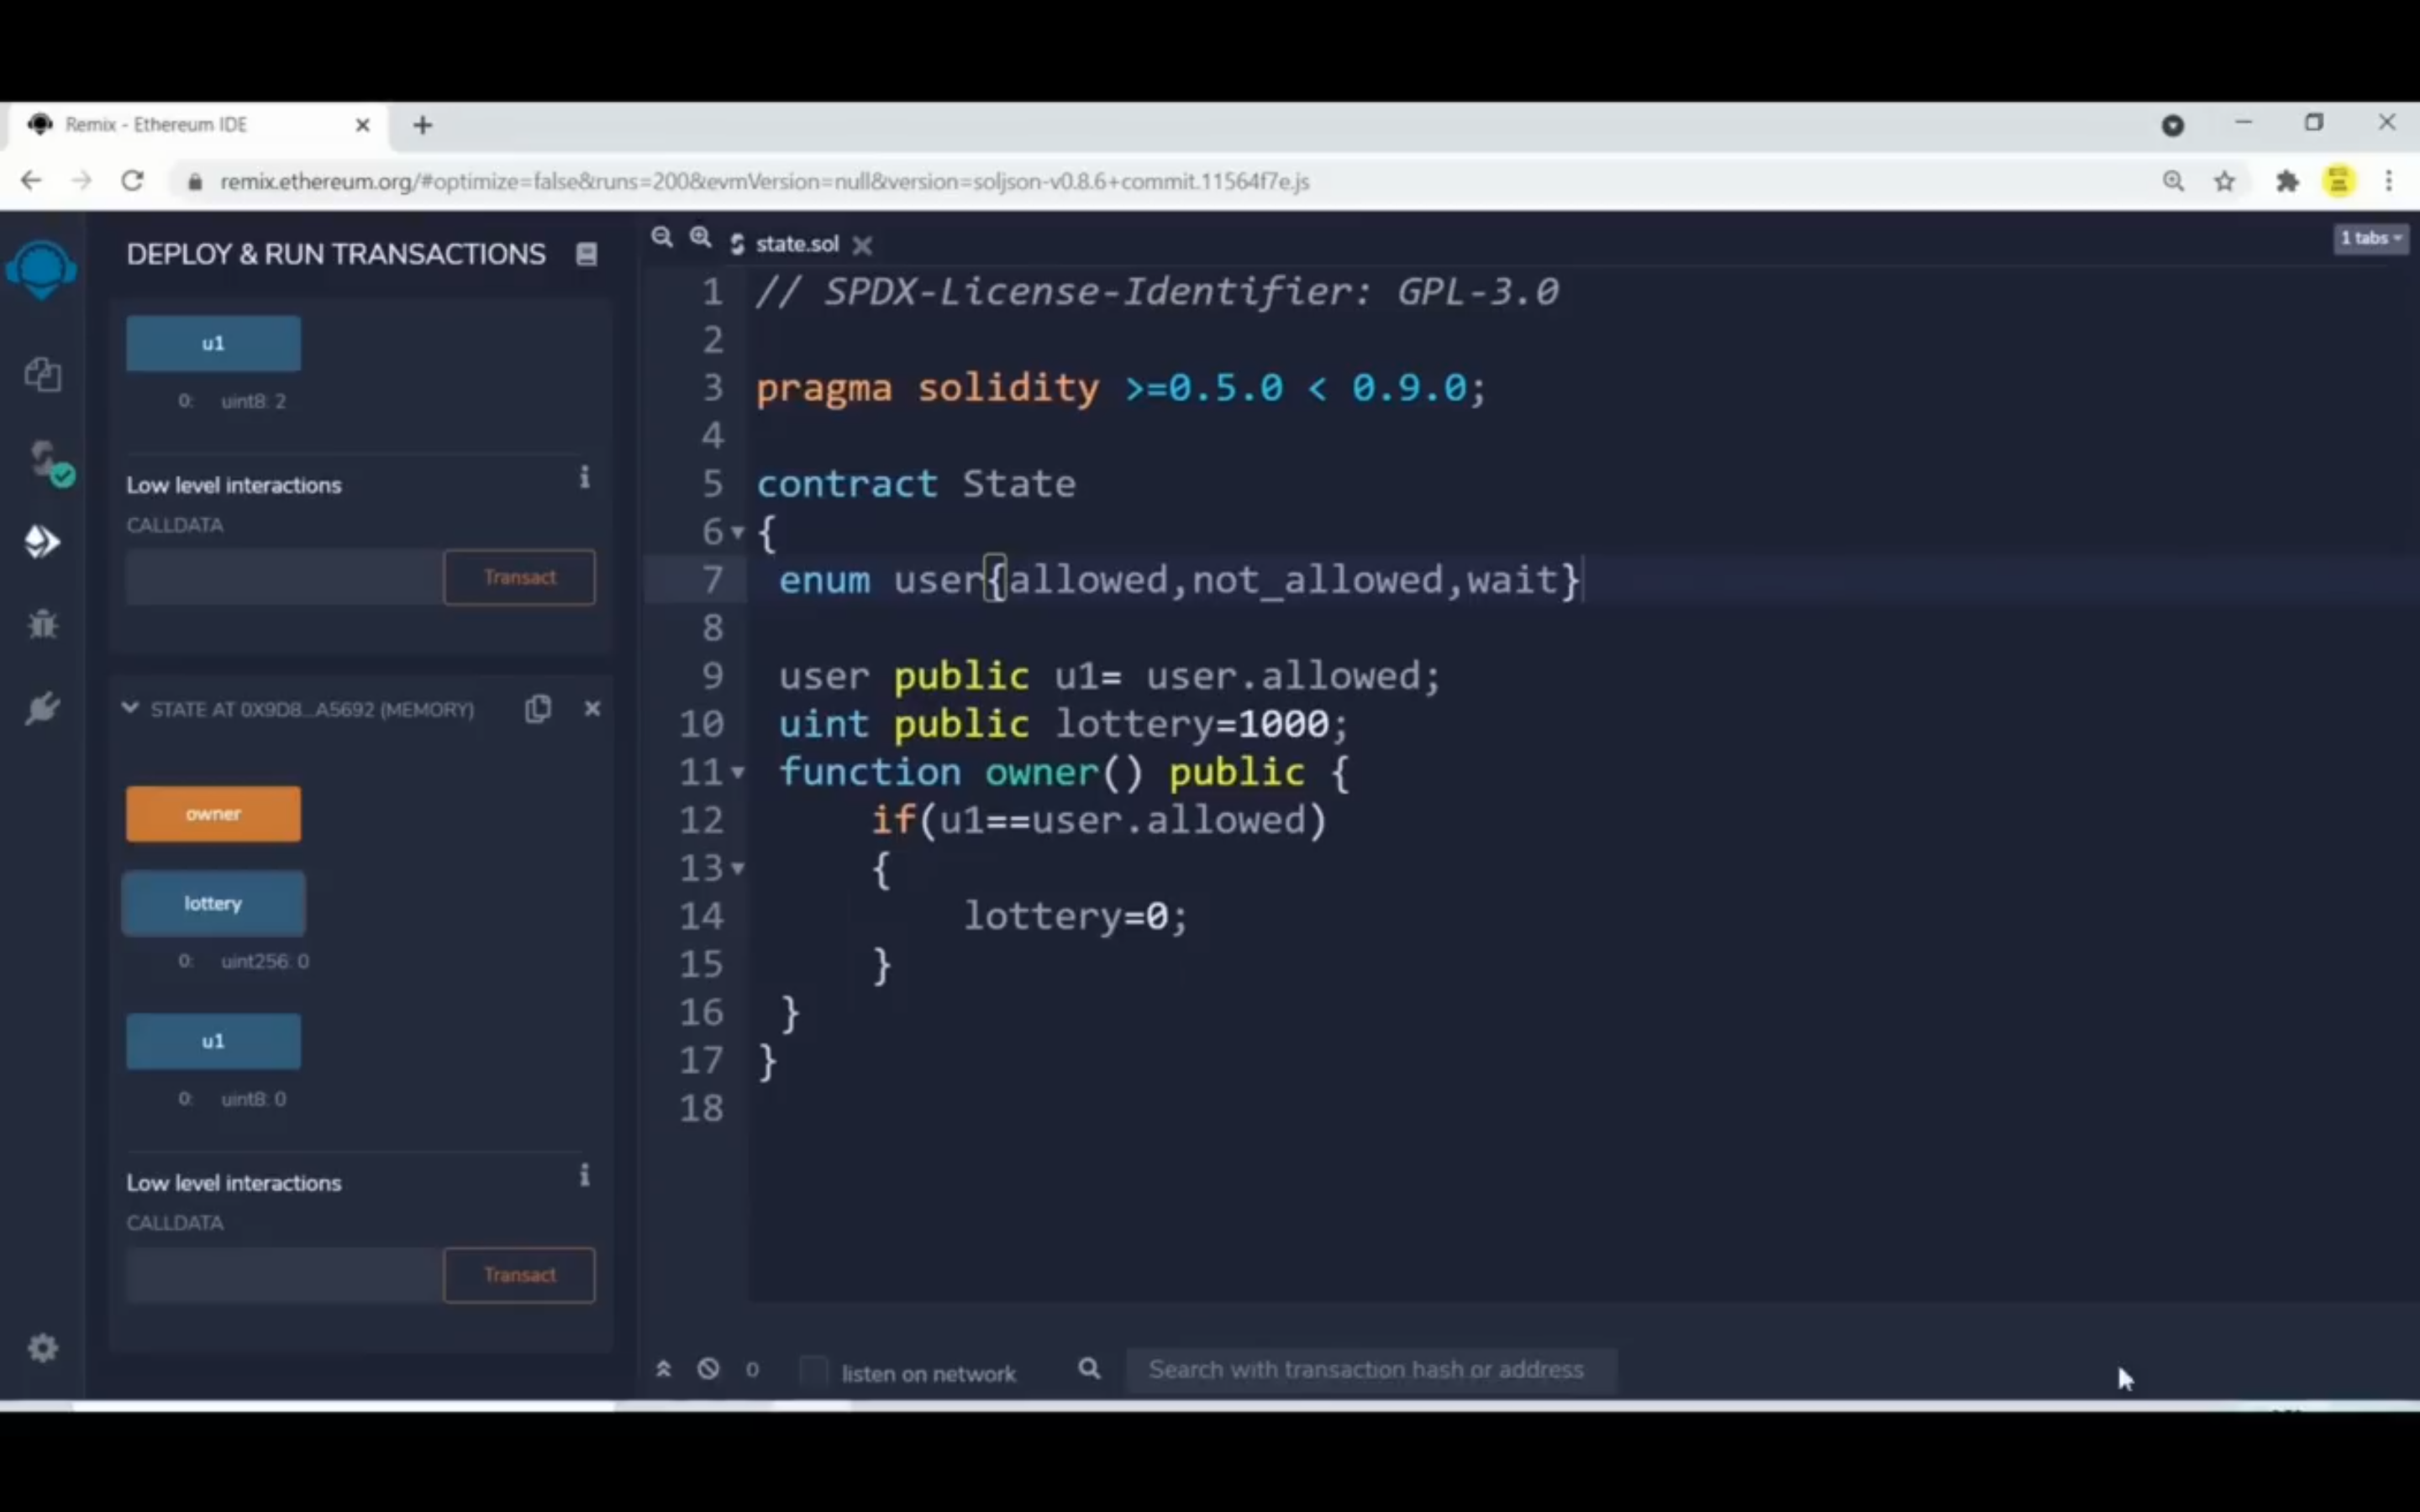 Remix - Ethereum IDE
remix.ethereum.org/#optimize=false&runs=200&evmVersion=null&version=soljson-v0.8.6+commit.11564f7e.js
DEPLOY & RUN TRANSACTIONS
u1
0: uint8: 2
Low level interactions
CALLDATA
Transact
STATE AT 0X9D8...A5692 (MEMORY)
owner
lottery
0: uint256: 0
u1
0: uint8: 0
Low level interactions
CALLDATA
Transact
state.sol
1 tabs
1 // SPDX-License-Identifier: GPL-3.0
2
3 pragma solidity >=0.5.0 < 0.9.0;
4
5 contract State
6 {
7 enum user{allowed,not_allowed,wait}
8
9 user public u1= user.allowed;
10 uint public lottery=1000;
11 function owner() public {
12 if(u1==user.allowed)
13 {
14 lottery=0;
15 }
16 }
17 }
18
0 listen on network Search with transaction hash or address